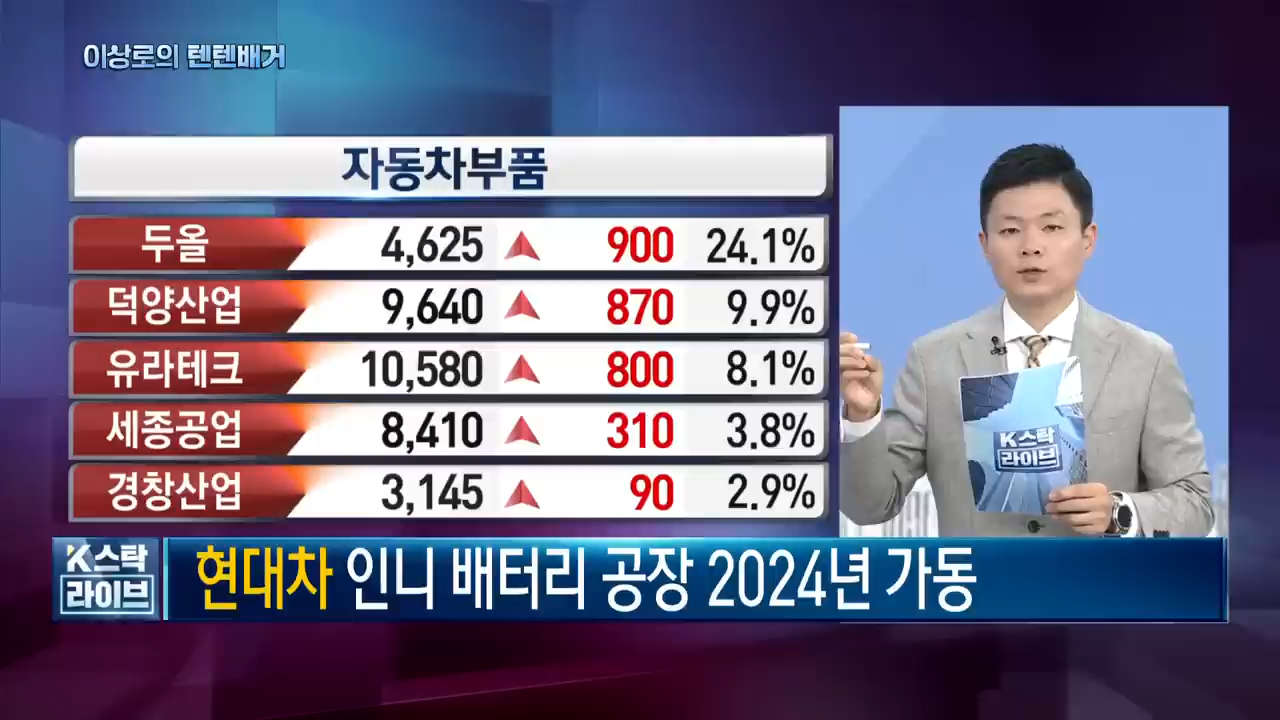 이상로의 텐텐배거
자동차부품
두올 4,625 ▲ 900 24.1%
덕양산업 9,640 ▲ 870 9.9%
유라테크 10,580 ▲ 800 8.1%
세종공업 8,410 ▲ 310 3.8%
경창산업 3,145 ▲ 90 2.9%
K스탁
라이브
K스탁
라이브
현대차 인니 배터리 공장 2024년 가동